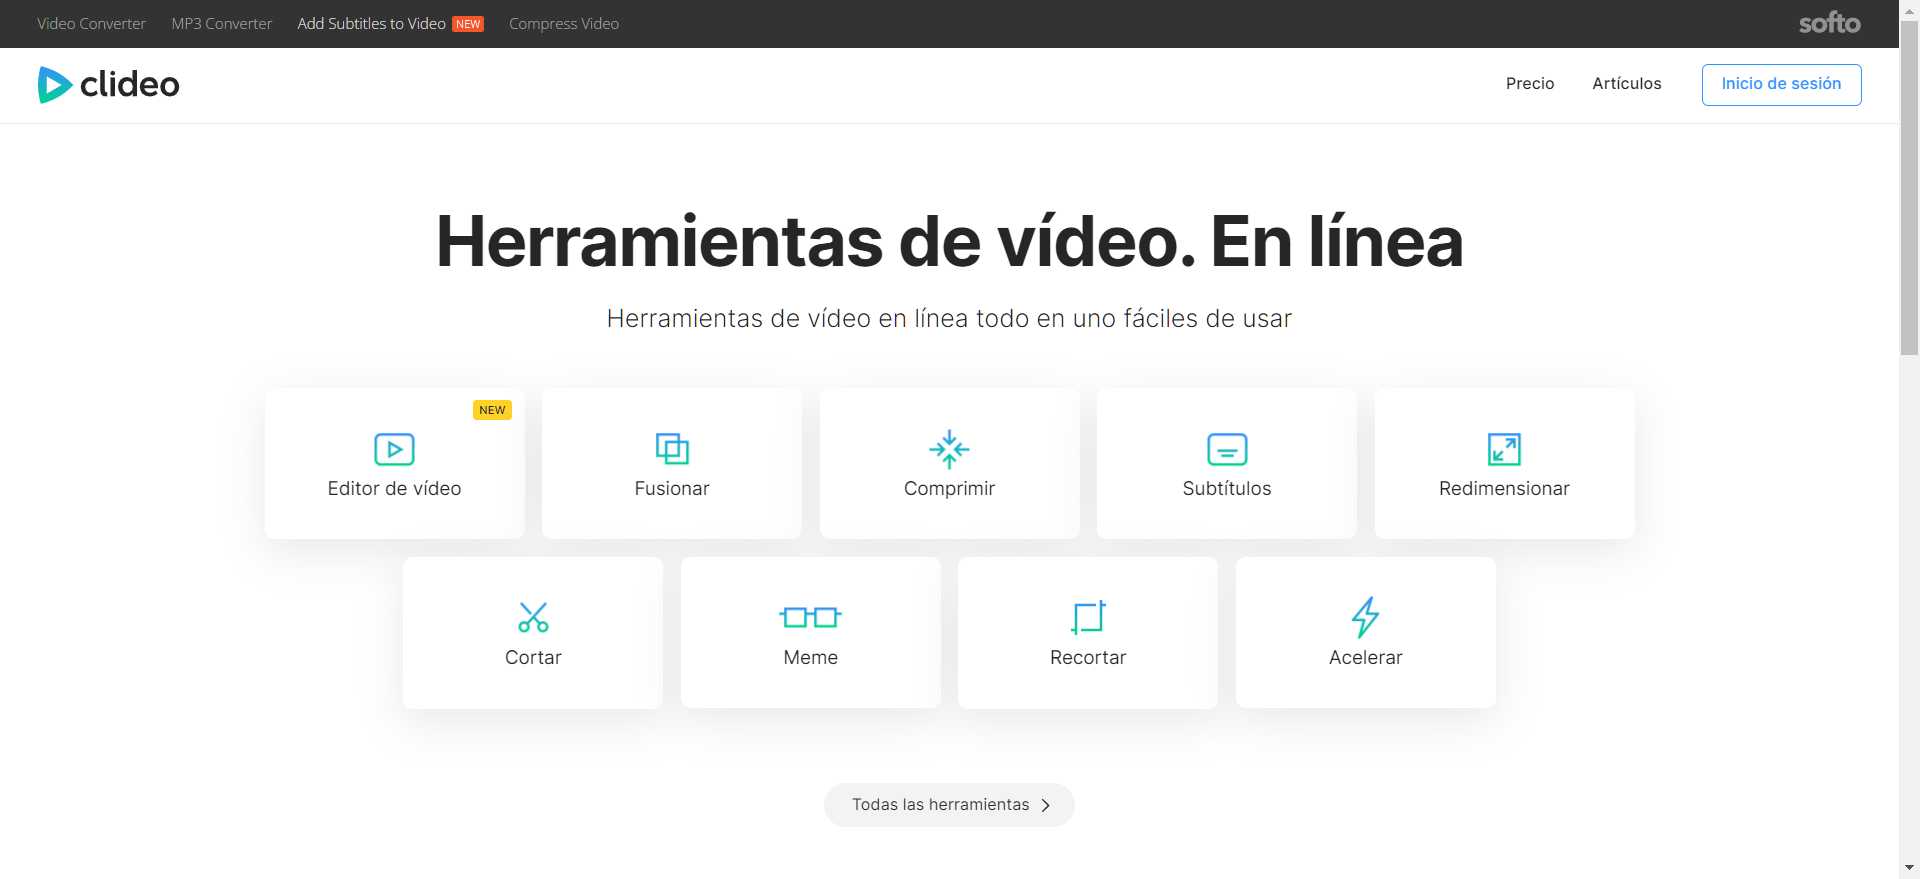 Video Converter MP3 Converter Add Subtitles to Video NEW Compress Video softo
clideo Precio Artículos Inicio de sesión
Herramientas de vídeo. En línea
Herramientas de vídeo en línea todo en uno fáciles de usar
NEW
Editor de vídeo Fusionar Comprimir Subtítulos Redimensionar
Cortar Meme Recortar Acelerar
Todas las herramientas